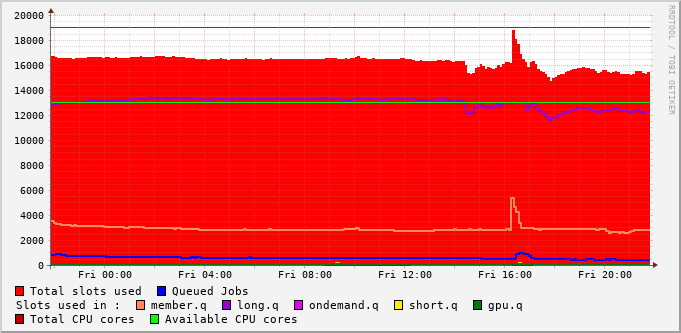 20000
18000
16000
14000
12000
10000
8000
6000
4000
2000
0
Fri 00:00 Fri 04:00 Fri 08:00 Fri 12:00 Fri 16:00 Fri 20:00
RRDTOOL / TOBI OETIKER
Total slots used Queued Jobs
Slots used in : member.q long.q ondemand.q short.q gpu.q
Total CPU cores Available CPU cores